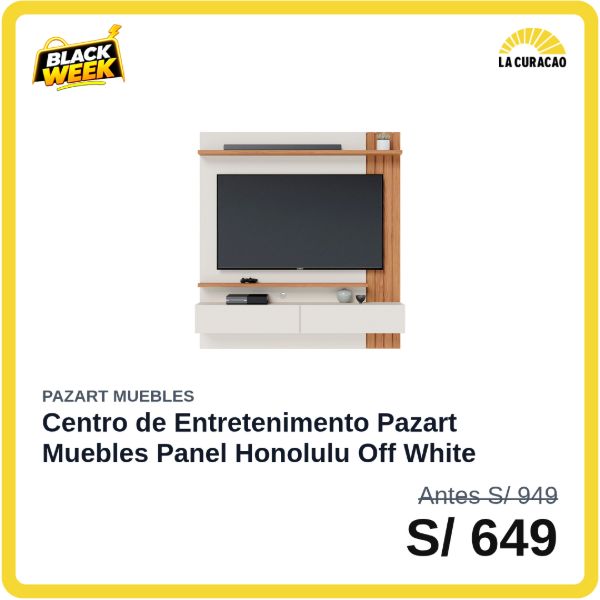 BLACK
WEEK
LA CURACAO
PAZART MUEBLES
Centro de Entretenimento Pazart
Muebles Panel Honolulu Off White
Antes S/ 949
S/ 649